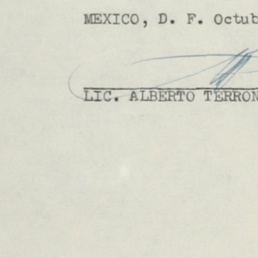 MEXICO, D. F. Octub
LIC. ALBERTO TERRON